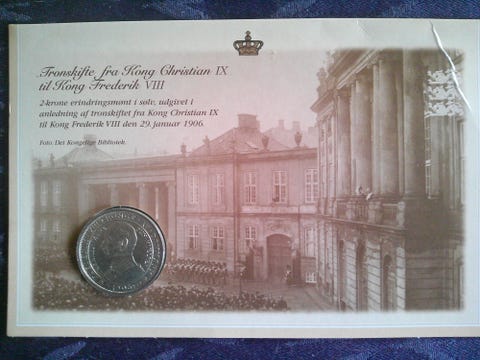 Tronskifte fra Kong Christian IX
til Kong Frederik VIII
2-krone erindringsmønt i sølv, udgivet i
anledning af tronskiftet fra Kong Christian IX
til Kong Frederik VIII den 29. januar 1906.
Foto: Det Kongelige Bibliotek.